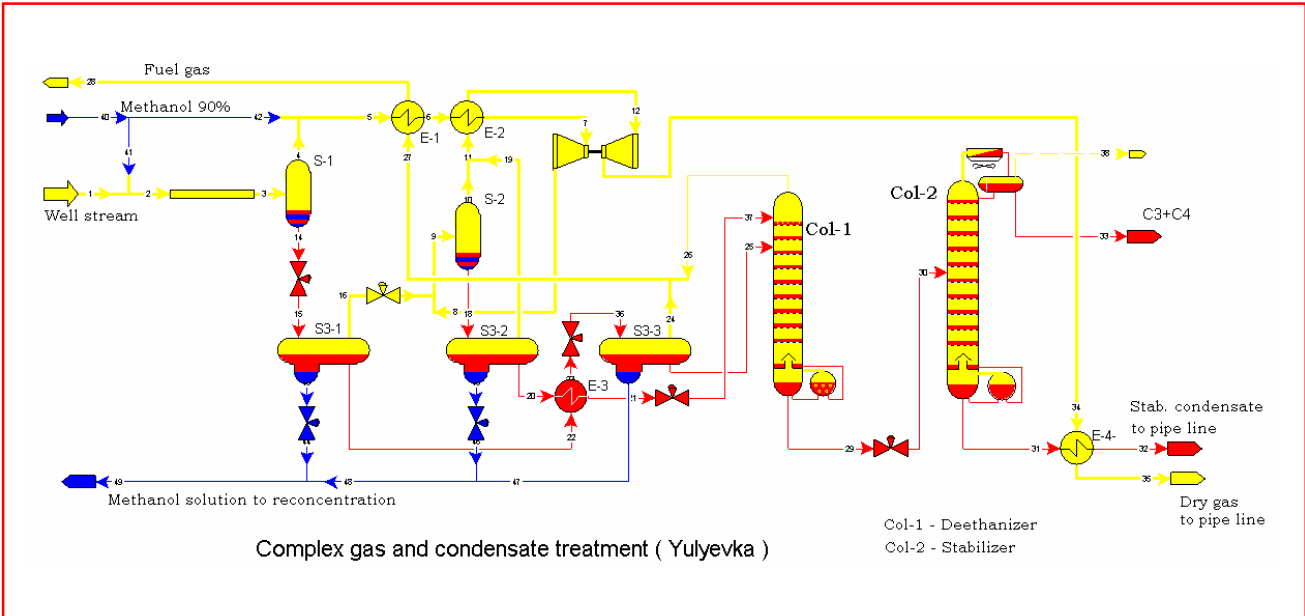 Fuel gas
28
Methanol 90%
40
42
5
6
7
12
E-1
E-2
41
27
11
19
4
S-1
38
1
2
3
10
S-2
Col-2
Well stream
Col-1
C3+C4
14
9
37
25
33
26
30
16
8
18
24
15
36
S3-1
S3-2
S3-3
34
E-3
20
22
Stab. condensate
to pipe line
29
31
E-4-
32
35
49
48
47
Methanol solution to reconcentration
Dry gas
to pipe line
Col-1 - Deethanizer
Col-2 - Stabilizer
Complex gas and condensate treatment ( Yulyevka )